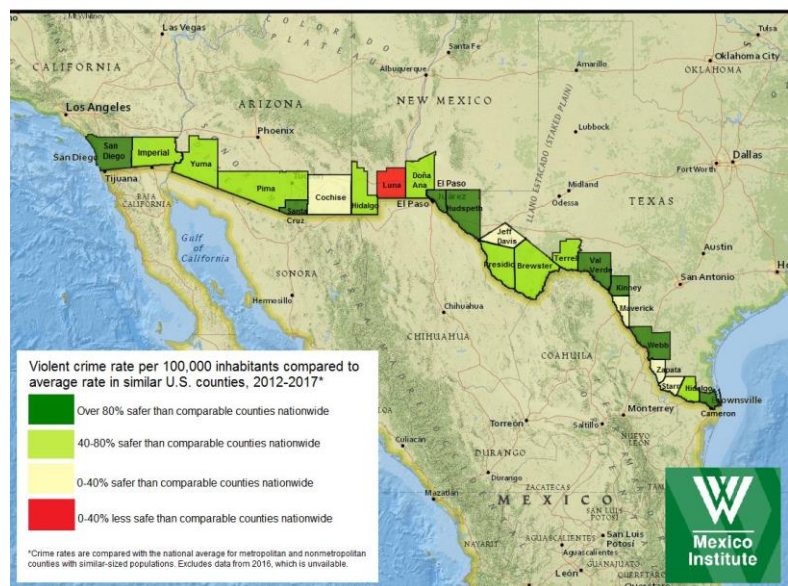 McWhitney
Las Vegas
COLORADO
PLATEAU
Santa Fe
Tulsa
CALIFORNIA
Oklahoma City
Albuquerque
Amarillo
OKLAHOMA
Los Angeles
ARIZONA
NEW MEXICO
Phoenix
LLANO ESTACADO (STAKED PLAIN)
Lubbock
San Diego
San
Diego
Imperial
Yuma
Dallas
Fort Worth
Tijuana
BAJA
CALIFORNIA
Pima
Cochise
Hidalgo
Luna
Doña
Ana
El Paso
El Paso
Juárez
Hudspeth
Midland
Odessa
TEXAS
Santa
Cruz
Gulf
of
California
SONORA
Jeff
Davis
Presidio
Brewster
Terrell
Val
Verde
Austin
San Antonio
Kinney
Maverick
Hermosillo
Chihuahua
CHIHUAHUA
COAHUILA
Webb
Zapata
Starr
Hidalgo
Brownsville
Cameron
Monterrey
NUEVO
LEÓN
Torreón
Saltillo
Culiacán
DURANGO
Durango
Mazatlán
ZACATECAS
MEXICO
SAN LUIS
POTOSÍ
San Luis
Potosí
NAYARIT
AGUASCALIENTES
Aguascalientes
GUANAJUATO
León
Violent crime rate per 100,000 inhabitants compared to
average rate in similar U.S. counties, 2012-2017*
Over 80% safer than comparable counties nationwide
40-80% safer than comparable counties nationwide
0-40% safer than comparable counties nationwide
0-40% less safe than comparable counties nationwide
*Crime rates are compared with the national average for metropolitan and nonmetropolitan
counties with similar-sized populations. Excludes data from 2016, which is unavailable.
W
Mexico
Institute